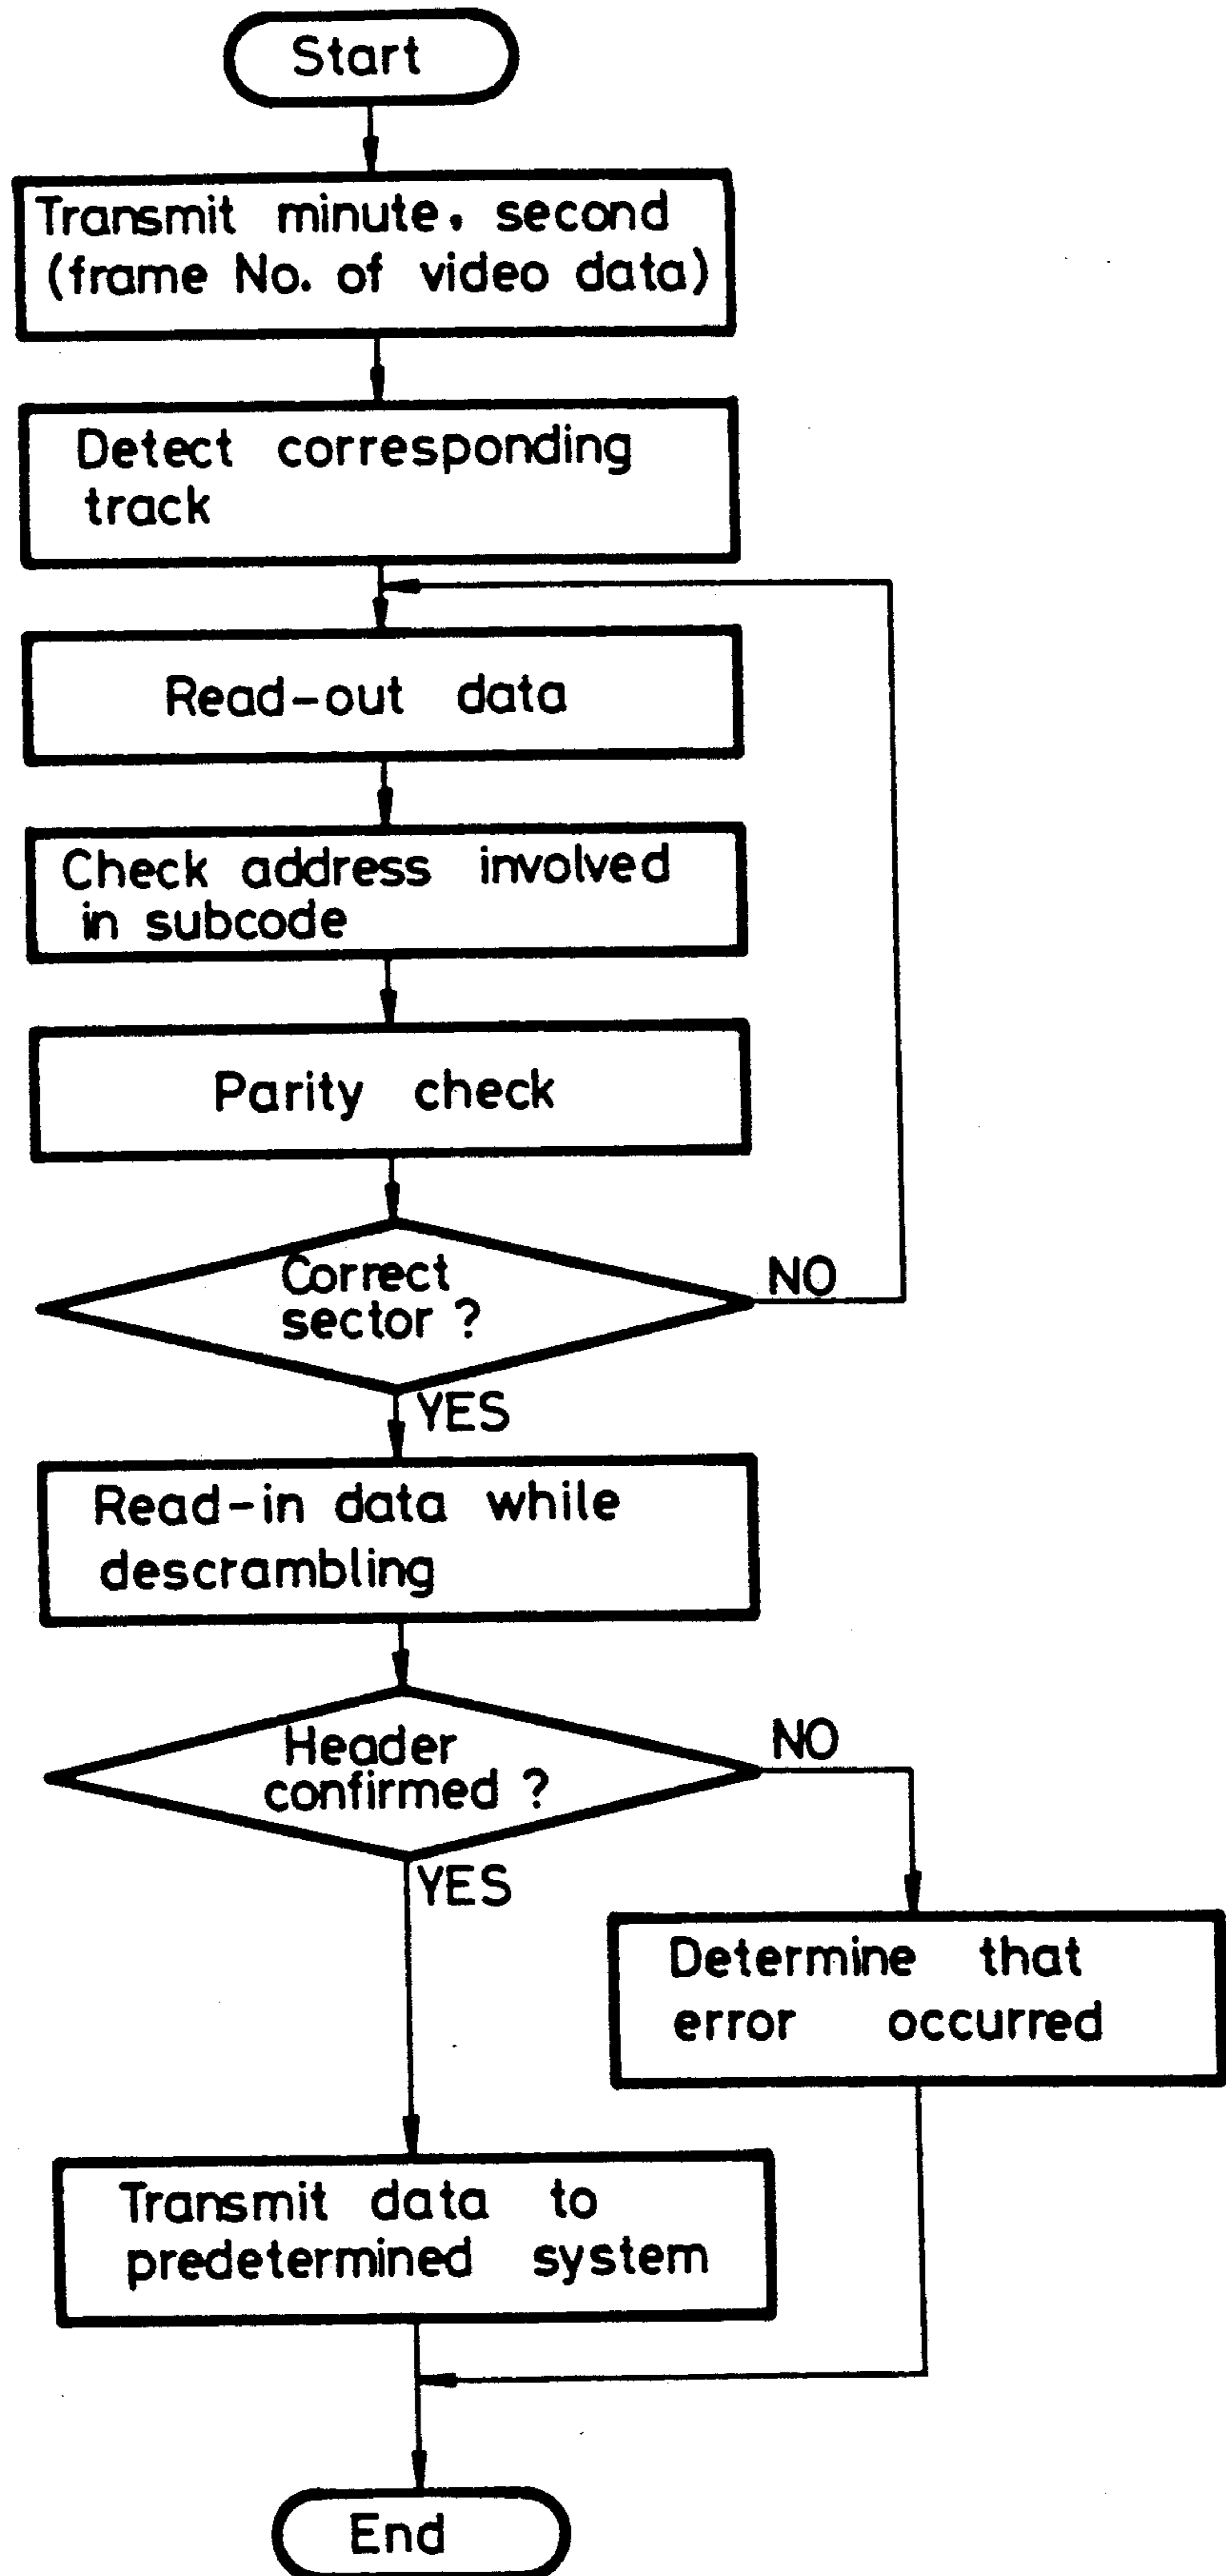 Start
Transmit minute, second
(frame No. of video data)
Detect corresponding
track
Read-out data
Check address involved
in subcode
Parity check
Correct
sector ?
NO
YES
Read-in data while
descrambling
Header
confirmed ?
NO
YES
Determine that
error occurred
Transmit data to
predetermined system
End